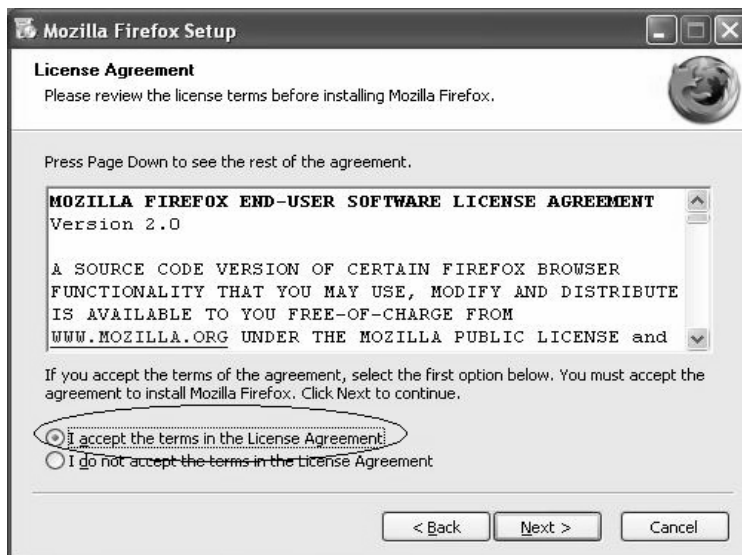 Mozilla Firefox Setup
License Agreement
Please review the license terms before installing Mozilla Firefox.
Press Page Down to see the rest of the agreement.
MOZILLA FIREFOX END-USER SOFTWARE LICENSE AGREEMENT
Version 2.0
A SOURCE CODE VERSION OF CERTAIN FIREFOX BROWSER
FUNCTIONALITY THAT YOU MAY USE, MODIFY AND DISTRIBUTE
IS AVAILABLE TO YOU FREE-OF-CHARGE FROM
WWW.MOZILLA.ORG UNDER THE MOZILLA PUBLIC LICENSE and
If you accept the terms of the agreement, select the first option below. You must accept the
agreement to install Mozilla Firefox. Click Next to continue.
I accept the terms in the License Agreement
I do not accept the terms in the License Agreement
< Back Next > Cancel